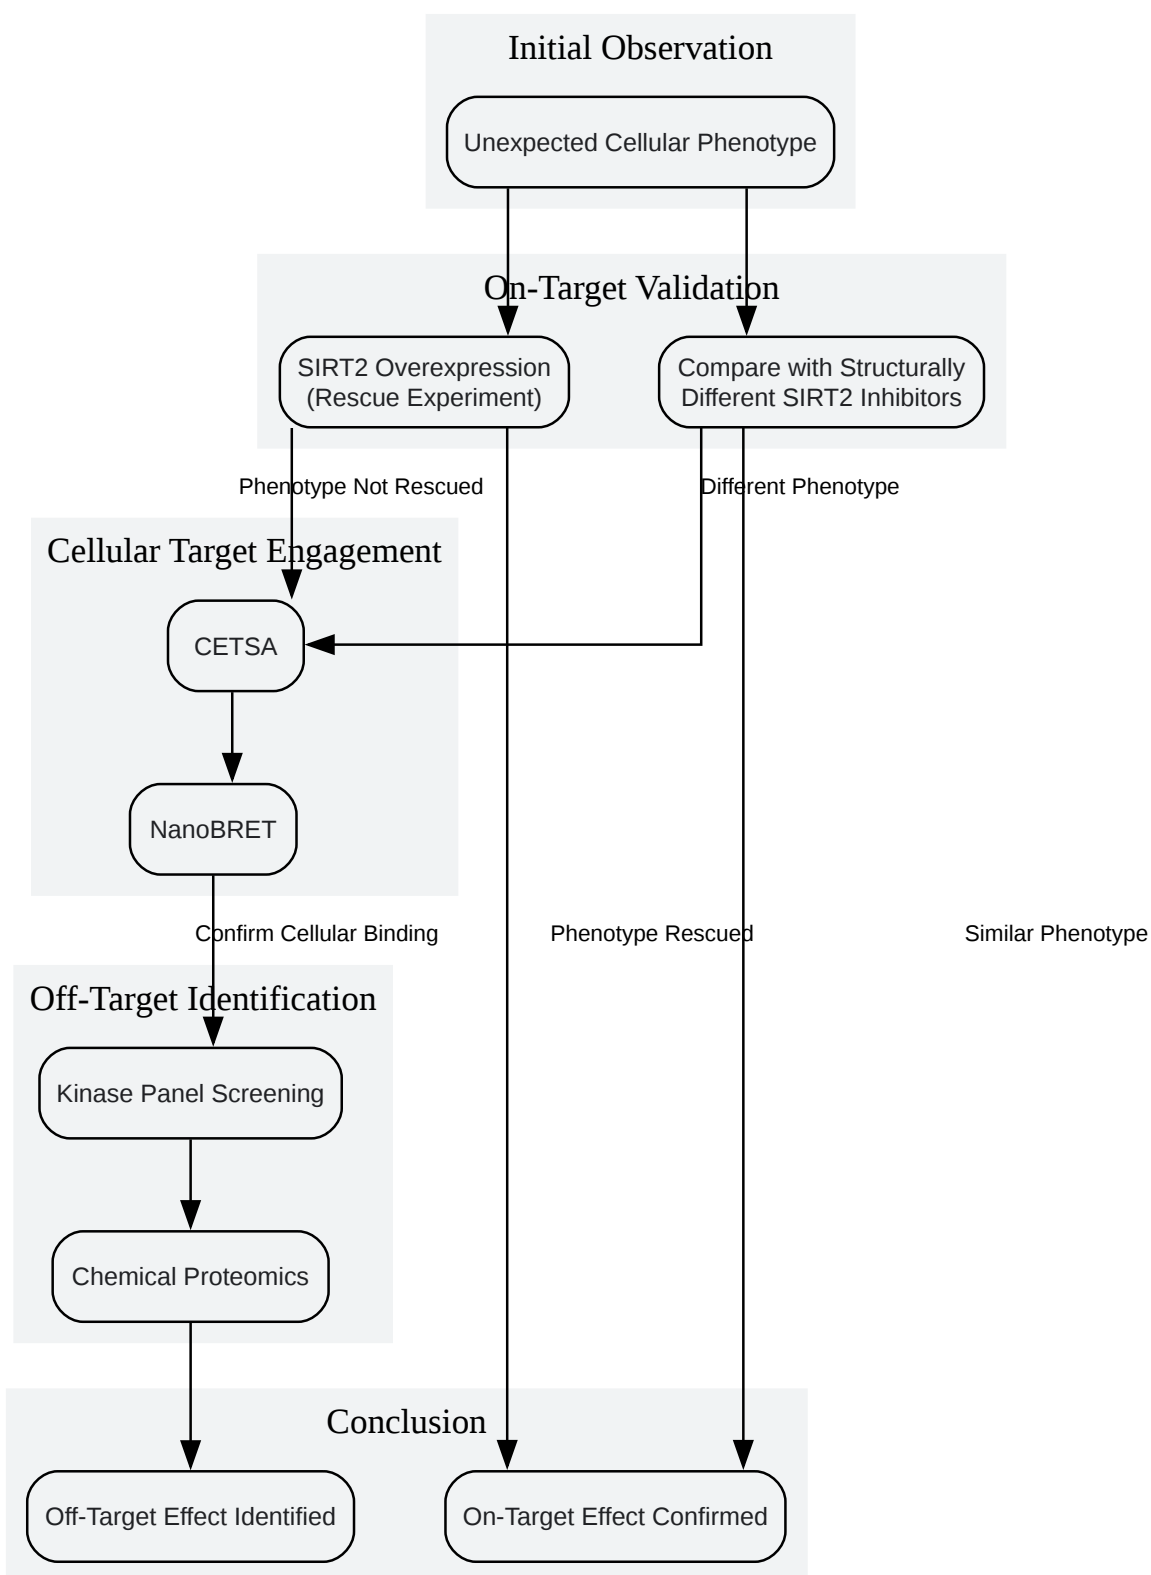 Initial Observation
Unexpected Cellular Phenotype
On-Target Validation
SIRT2 Overexpression
(Rescue Experiment)
Compare with Structurally
Different SIRT2 Inhibitors
Phenotype Not Rescued
Different Phenotype
Cellular Target Engagement
CETSA
NanoBRET
Confirm Cellular Binding
Phenotype Rescued
Similar Phenotype
Off-Target Identification
Kinase Panel Screening
Chemical Proteomics
Conclusion
Off-Target Effect Identified
On-Target Effect Confirmed